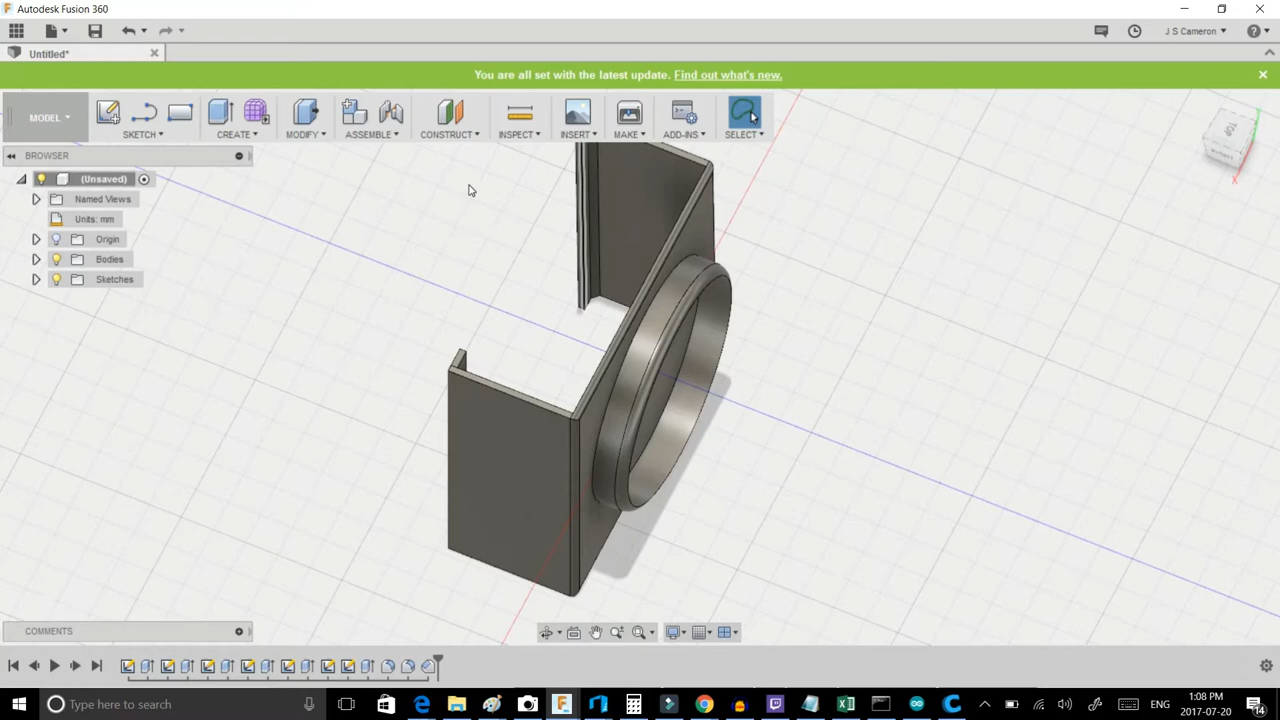 Autodesk Fusion 360
J S Cameron
Untitled*
You are all set with the latest update. Find out what's new.
MODEL
SKETCH
CREATE
MODIFY
ASSEMBLE
CONSTRUCT
INSPECT
INSERT
MAKE
ADD-INS
SELECT
BROWSER
(Unsaved)
Named Views
Units: mm
Origin
Bodies
Sketches
TOP
X
COMMENTS
Type here to search
ENG
1:08 PM
2017-07-20